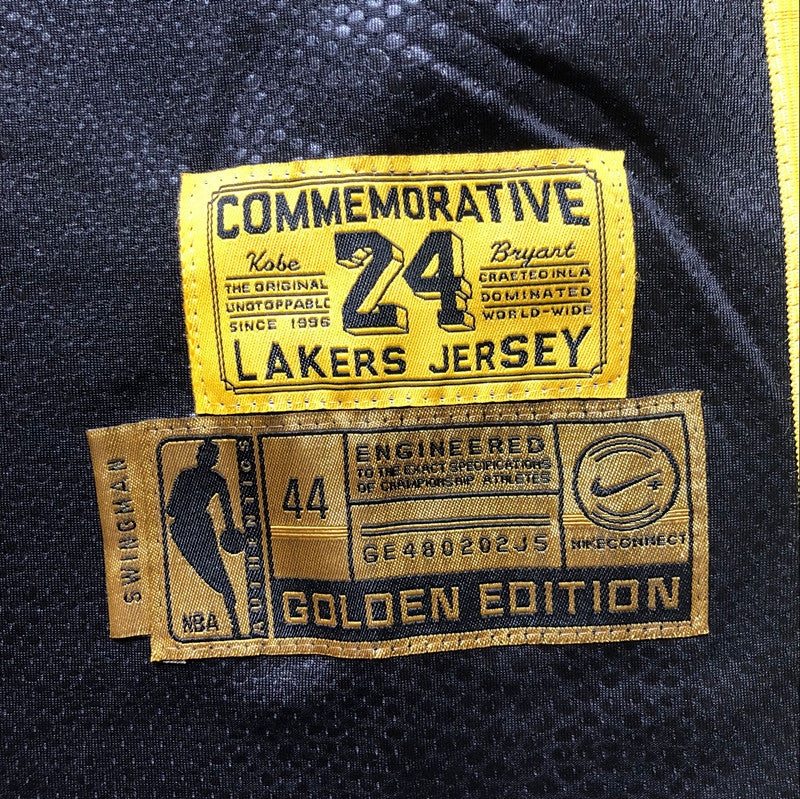 COMMEMORATIVE
Kobe 24 Bryant
THE ORIGINAL
UNSTOPPABLE
SINCE 1996
CRAFTED IN LA
DOMINATED
WORLD-WIDE
LAKERS JERSEY
SWINGMAN
NBA
AUTHENTICS
44
ENGINEERED
TO THE EXACT SPECIFICATIONS
OF CHAMPIONSHIP ATHLETES
GE480202J5
NIKECONNECT
GOLDEN EDITION